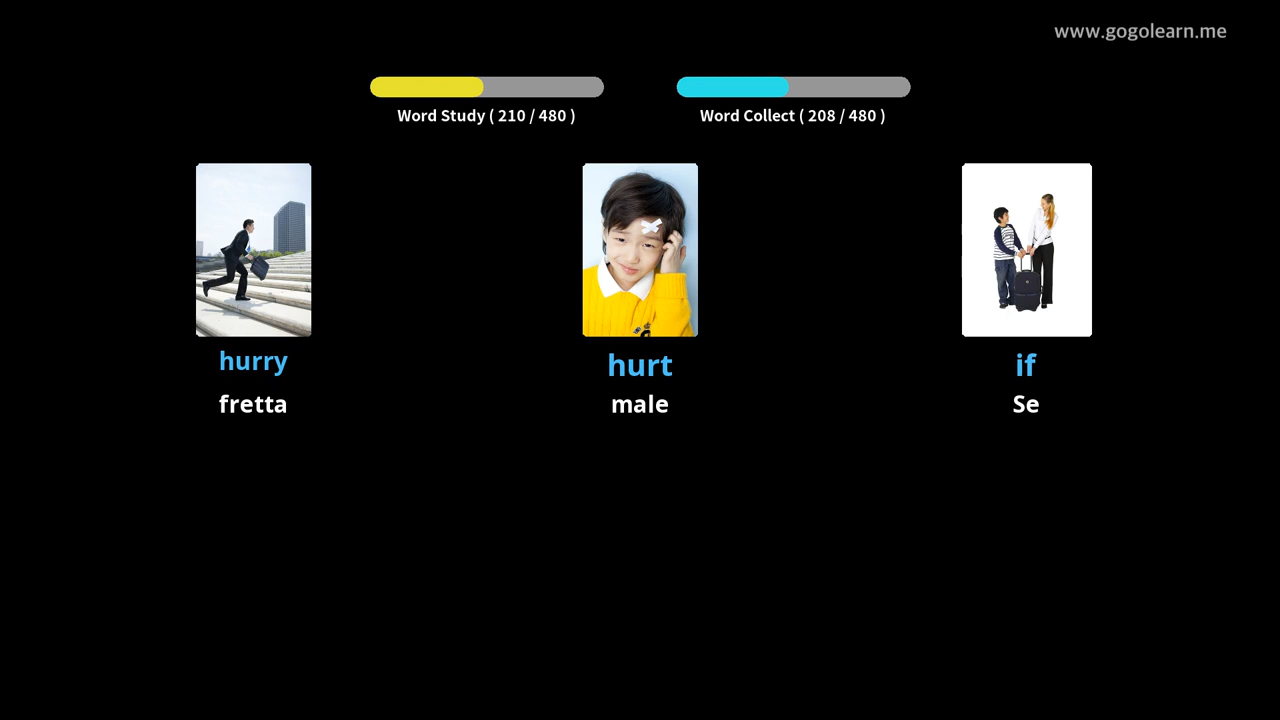 www.gogolearn.me
Word Study ( 210 / 480 )
Word Collect ( 208 / 480 )
hurry
hurt
if
fretta
male
Se